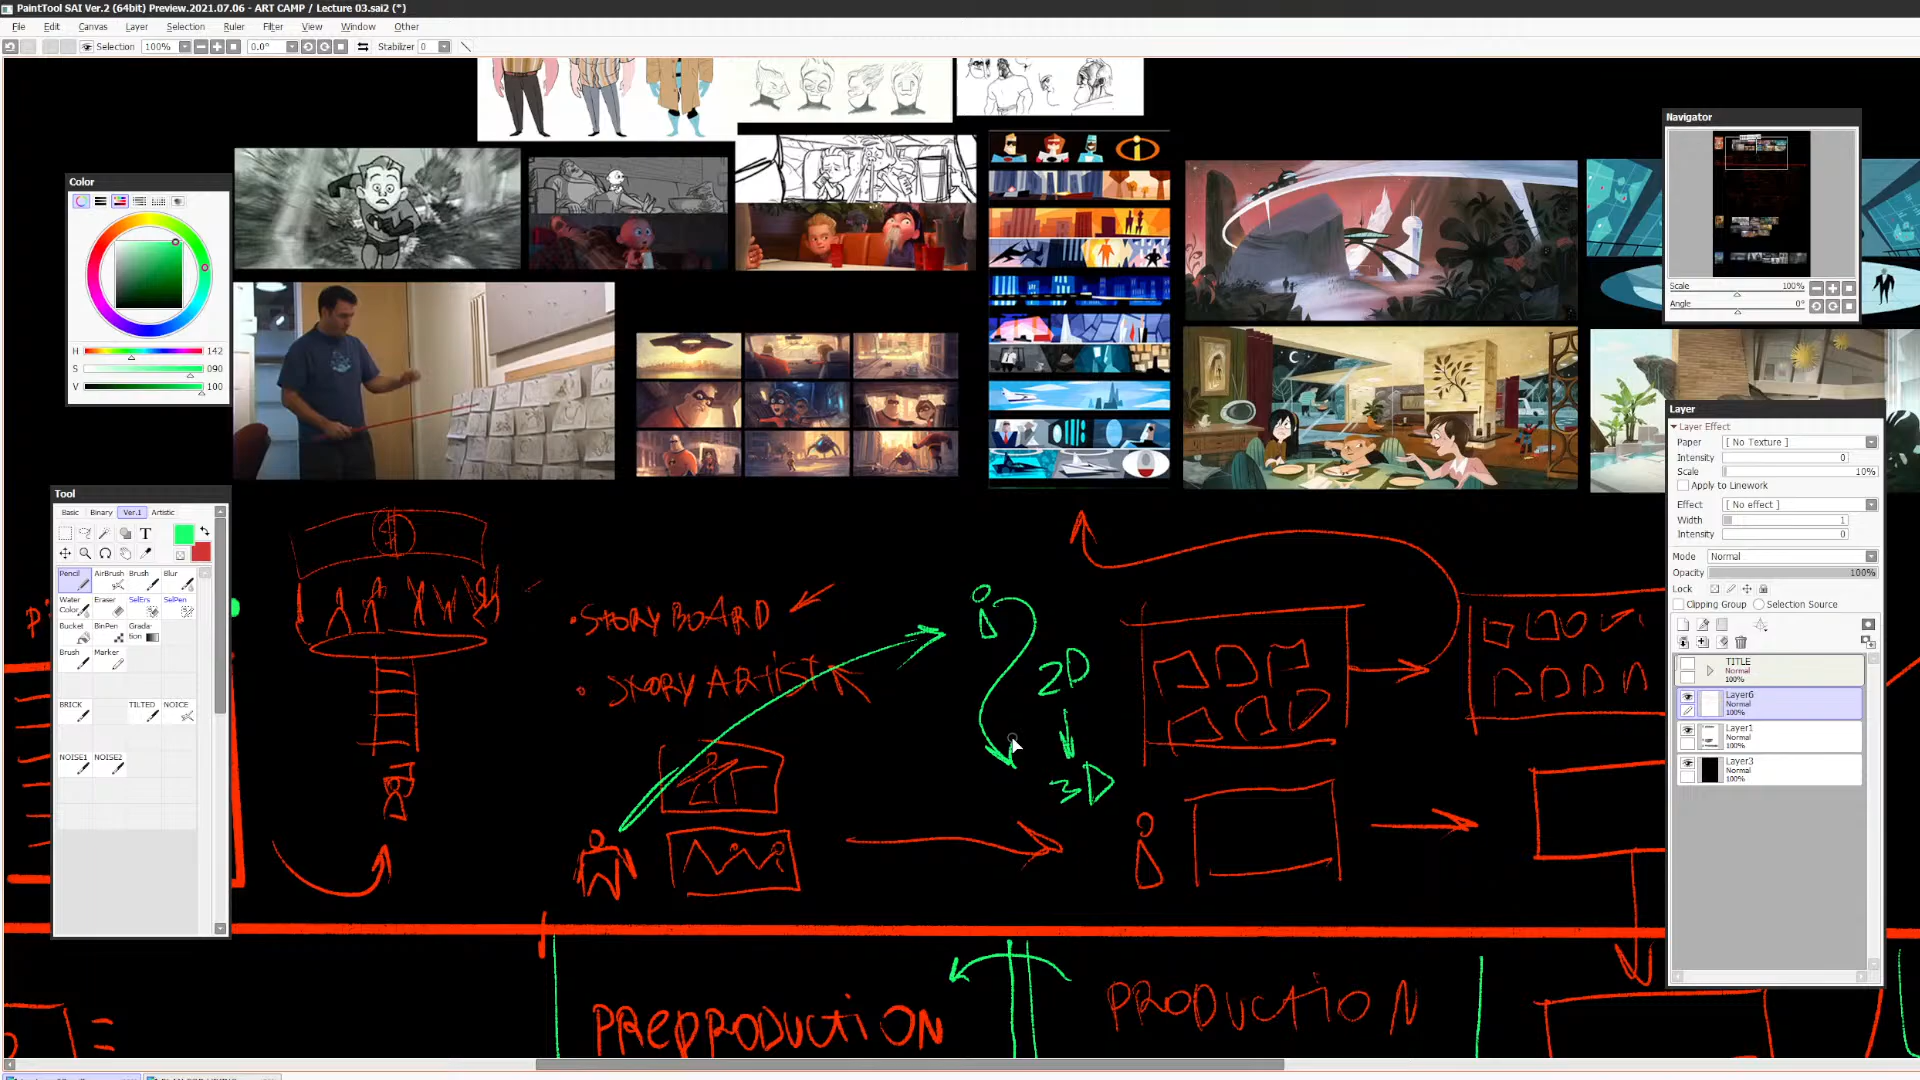 PaintTool SAI Ver.2 (64bit) Preview.2021.07.06 - ART CAMP / Lecture 03.sai2 (*)
File Edit Canvas Layer Selection Ruler Filter View Window Other
Selection 100% 0.0° Stabilizer 0
Color
H 142
S 090
V 100
Navigator
Scale 100%
Angle 0°
Layer
Layer Effect
Paper [ No Texture ]
Intensity 0
Scale 10%
Apply to Linework
Effect [ No effect ]
Width 1
Intensity 0
Mode Normal
Opacity 100%
Lock
Clipping Group Selection Source
TITLE
Normal
100%
Layer6
Normal
100%
Layer1
Normal
100%
Layer3
Normal
100%
Tool
Basic Binary Ver.1 Artistic
T
Pencil AirBrush Brush Blur
Water Color Eraser SelErs SelPen
Bucket BinPen Gradation
Brush Marker
BRICK TILTED NOICE
NOISE1 NOISE2
$
• STORY BOARD
• STORY ARTIST
2D
3D
PREPRODUCTION
PRODUCTION
=